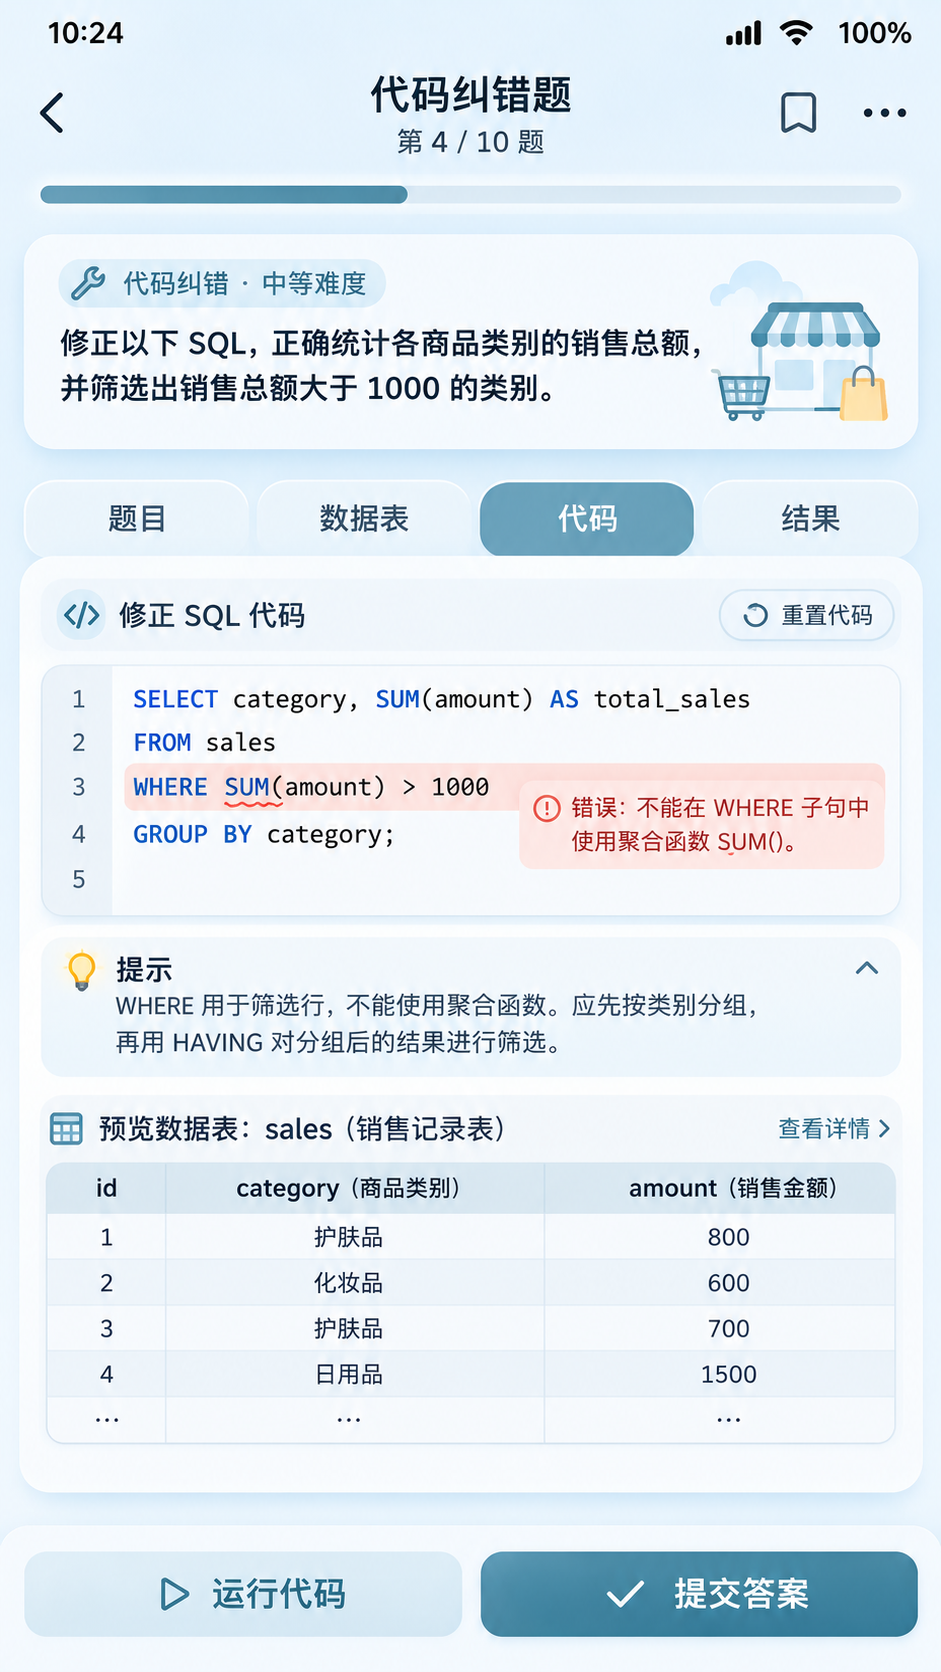 10:24
100%
代码纠错题
第 4 / 10 题
代码纠错 · 中等难度
修正以下 SQL，正确统计各商品类别的销售总额，
并筛选出销售总额大于 1000 的类别。
题目
数据表
代码
结果
</> 修正 SQL 代码
重置代码
1 SELECT category, SUM(amount) AS total_sales
2 FROM sales
3 WHERE SUM(amount) > 1000
错误：不能在 WHERE 子句中
使用聚合函数 SUM()。
4 GROUP BY category;
5
提示
WHERE 用于筛选行，不能使用聚合函数。应先按类别分组，
再用 HAVING 对分组后的结果进行筛选。
预览数据表：sales（销售记录表）
查看详情
id category（商品类别） amount（销售金额）
1 护肤品 800
2 化妆品 600
3 护肤品 700
4 日用品 1500
... ... ...
运行代码
提交答案